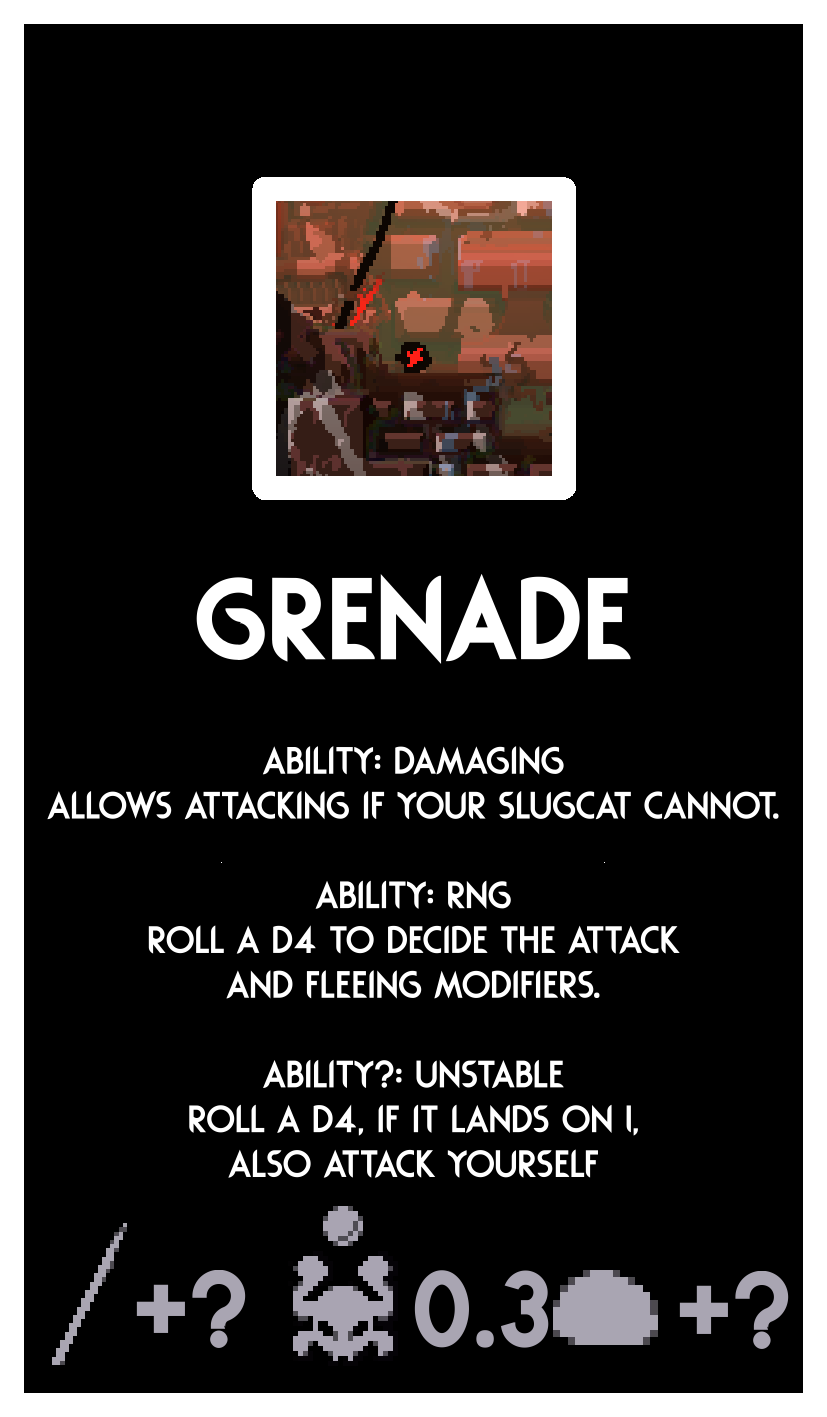 GRENADE
ABILITY: DAMAGING
ALLOWS ATTACKING IF YOUR SLUGCAT CANNOT.
ABILITY: RNG
ROLL A D4 TO DECIDE THE ATTACK
AND FLEEING MODIFIERS.
ABILITY?: UNSTABLE
ROLL A D4, IF IT LANDS ON 1,
ALSO ATTACK YOURSELF
+? 0.3 +?